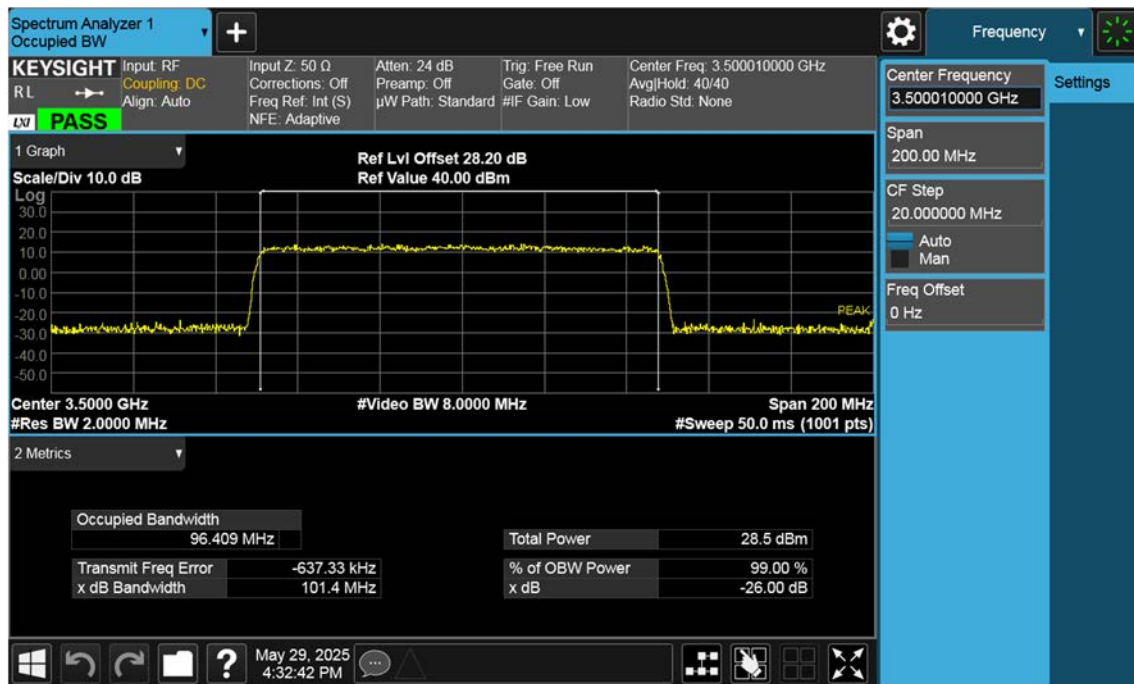 Spectrum Analyzer 1
Occupied BW
+
Frequency
KEYSIGHT
RL
LXI PASS
Input: RF
Coupling: DC
Align: Auto
Input Z: 50 Ω
Corrections: Off
Freq Ref: Int (S)
NFE: Adaptive
Atten: 24 dB
Preamp: Off
µW Path: Standard
Trig: Free Run
Gate: Off
#IF Gain: Low
Center Freq: 3.500010000 GHz
Avg|Hold: 40/40
Radio Std: None
Center Frequency
3.500010000 GHz
Settings
Span
200.00 MHz
CF Step
20.000000 MHz
Auto
Man
Freq Offset
0 Hz
1 Graph
Scale/Div 10.0 dB
Ref Lvl Offset 28.20 dB
Ref Value 40.00 dBm
Log
30.0
20.0
10.0
0.00
-10.0
-20.0
-30.0
-40.0
-50.0
PEAK
Center 3.5000 GHz
#Res BW 2.0000 MHz
#Video BW 8.0000 MHz
Span 200 MHz
#Sweep 50.0 ms (1001 pts)
2 Metrics
Occupied Bandwidth
96.409 MHz
Transmit Freq Error -637.33 kHz
x dB Bandwidth 101.4 MHz
Total Power 28.5 dBm
% of OBW Power 99.00 %
x dB -26.00 dB
?
May 29, 2025
4:32:42 PM